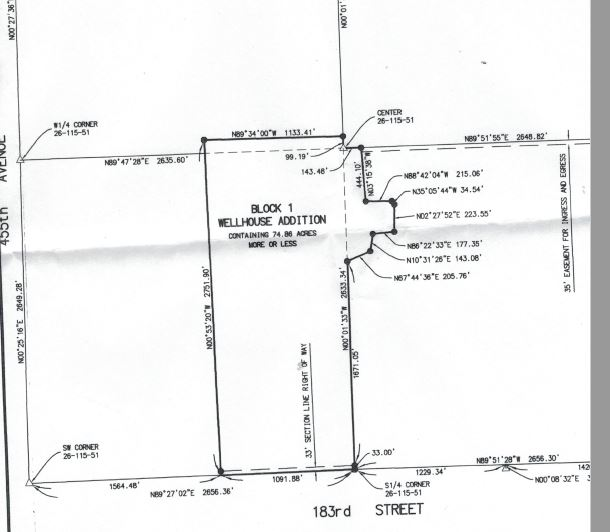 N00°27'36"
N00°01'
W1/4 CORNER
26-115-51
CENTER
26-115-51
N89°34'00"W 1133.41'
N89°51'55"E 2648.82'
N89°47'28"E 2635.60'
99.19'
143.48'
444.10'
N03°15'38"W
N88°42'04"W 215.06'
N35°05'44"W 34.54'
N02°27'52"E 223.55'
N86°22'33"E 177.35'
N10°31'26"E 143.08'
N57°44'36"E 205.76'
455th AVENUE
BLOCK 1
WELLHOUSE ADDITION
CONTAINING 74.86 ACRES
MORE OR LESS
35' EASEMENT FOR INGRESS AND EGRESS
N00°25'16"E 2649.28'
N00°53'20"W 2751.90'
N00°01'33"W 2633.34'
1671.05'
33' SECTION LINE RIGHT OF WAY
SW CORNER
26-115-51
33.00'
N89°51'28"W 2656.30'
1564.48'
N89°27'02"E 2656.36'
1091.88'
1229.34'
S1/4 CORNER
26-115-51
N00°08'32"E
183rd STREET